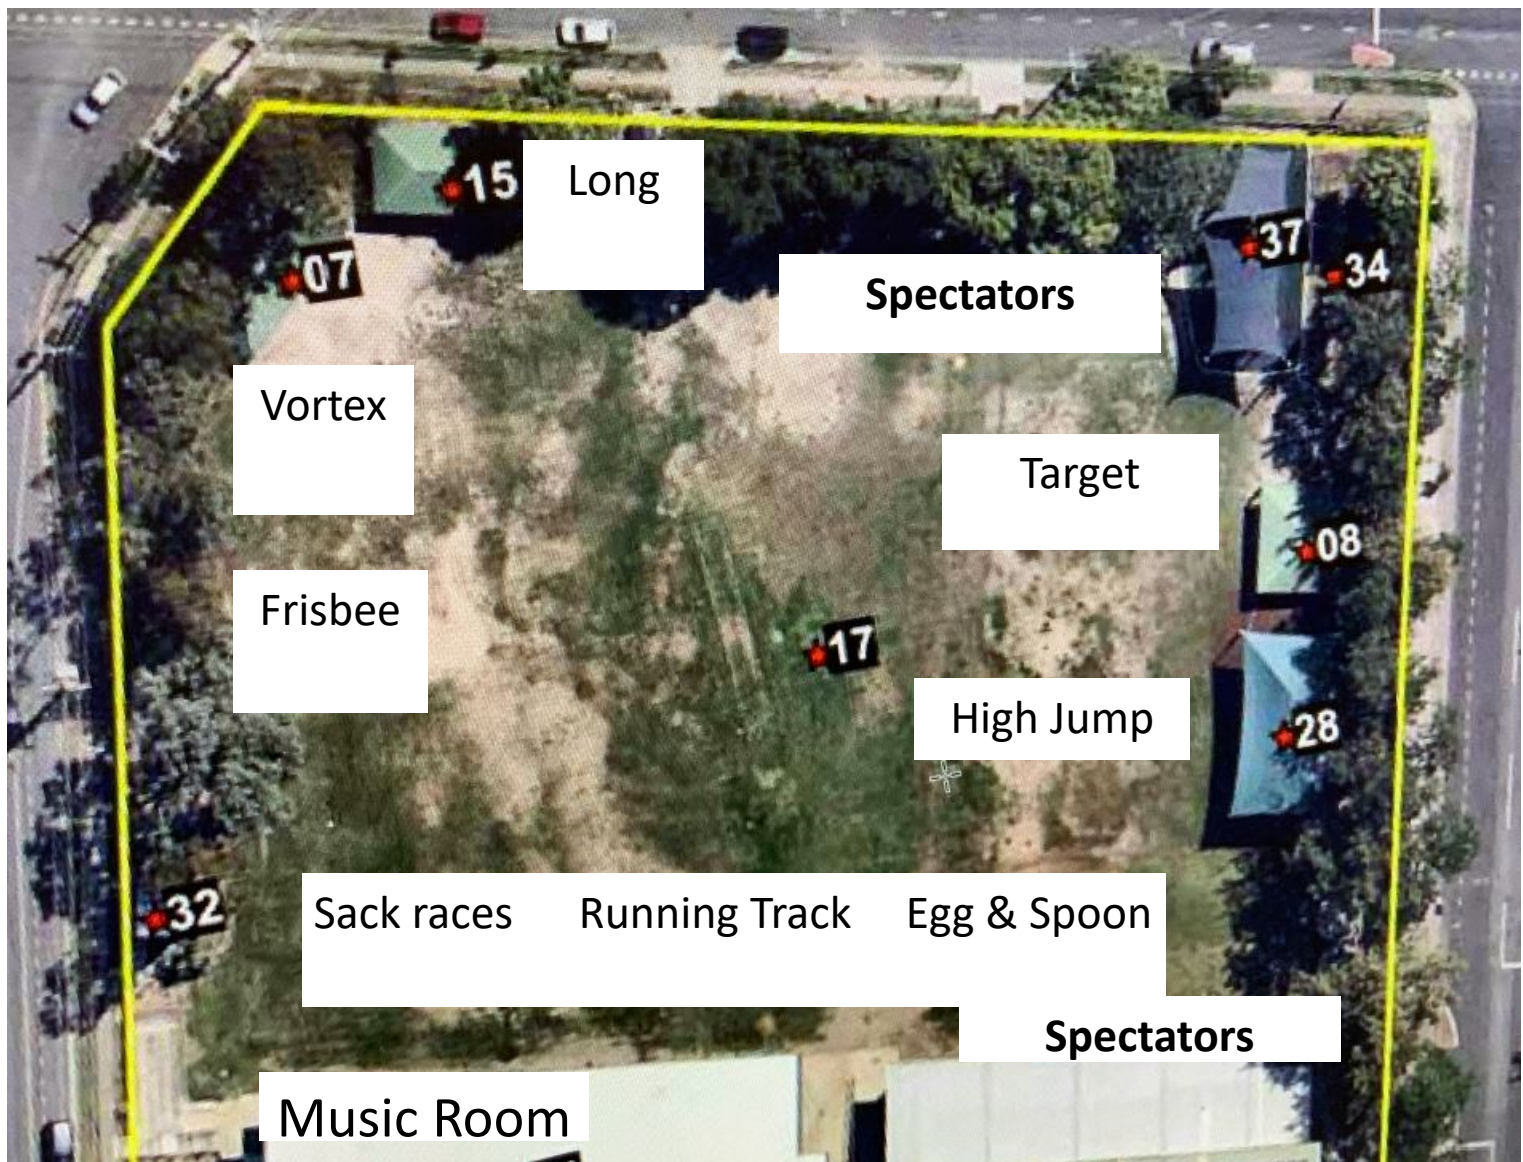 Long
15
37
07
34
Spectators
Vortex
Target
08
Frisbee
17
High Jump
28
32
Sack races Running Track Egg & Spoon
Spectators
Music Room